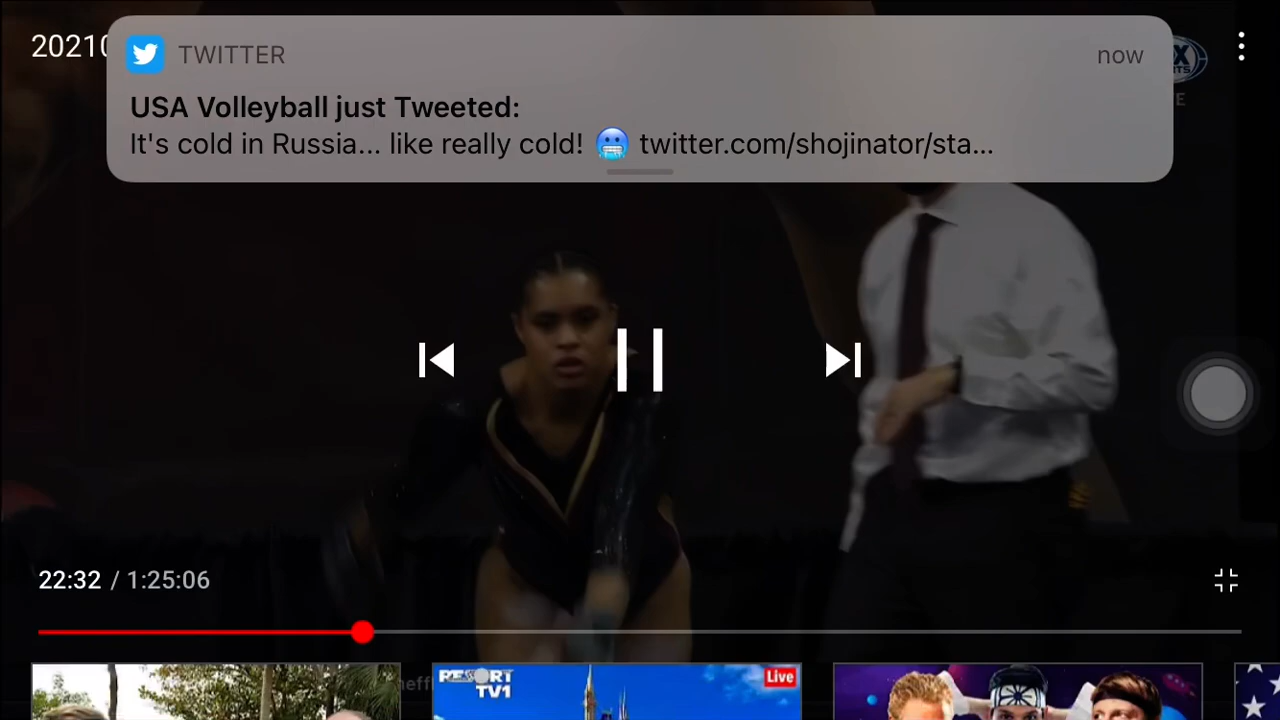 20210
TWITTER
now
USA Volleyball just Tweeted:
It's cold in Russia... like really cold! 🥶 twitter.com/shojinator/sta...
22:32 / 1:25:06
RESORT
TV1
Live